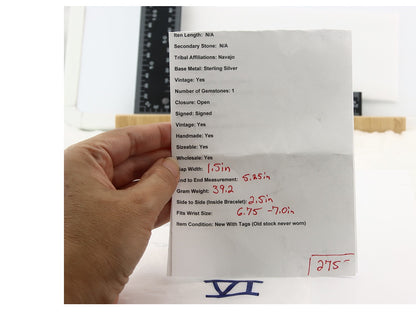 Iten Length: N/A
Secondary Stone: N/A
Tribal Affiliations: Navajo
Base Metal: Sterling Silver
Vintage: Yes
Number of Gemstones: 1
Closure: Open
Signed: Signed
Vintage: Yes
Handmade: Yes
Sizeable: Yes
Wholesale: Yes
Gap Width: 1.5in
End to End Measurement: 5.25in
Gram Weight: 39.2
Side to Side (Inside Bracelet): 2.5in
Fits Wrist Size: 6.75 - 7.0in
Item Condition: New With Tags (Old stock never worn)
275-
VI